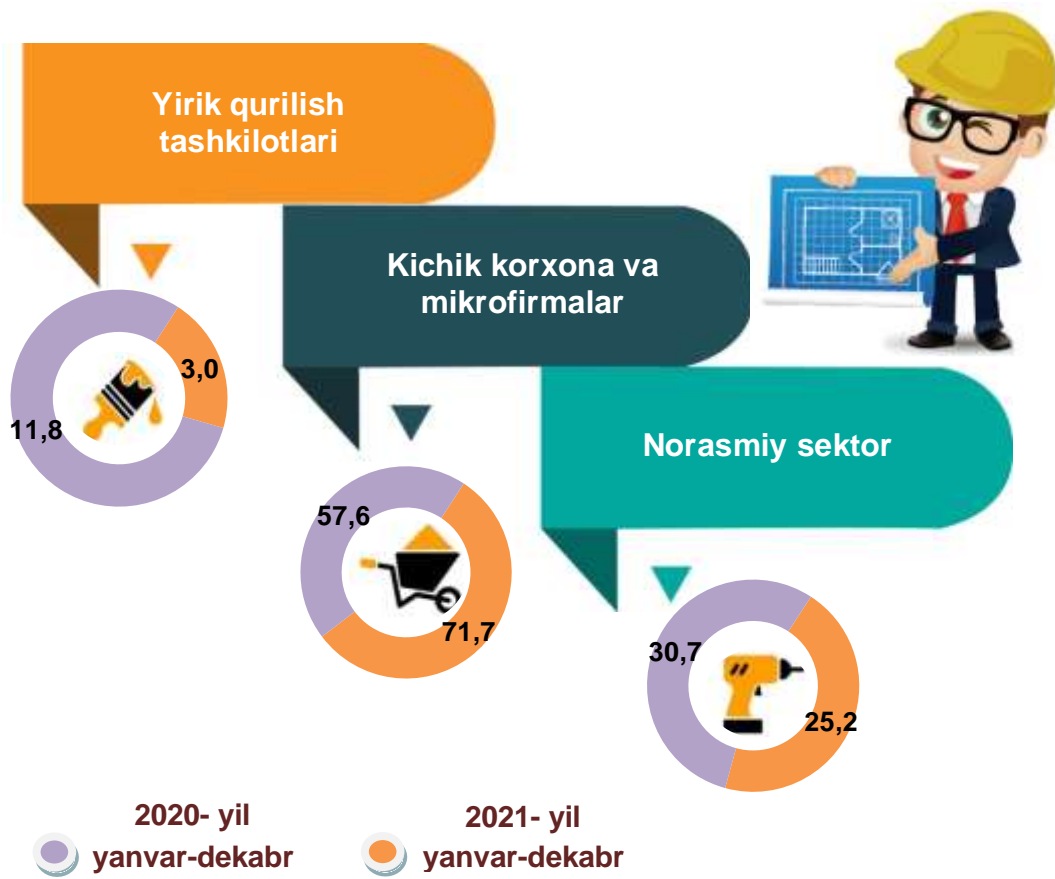 Yirik qurilish
tashkilotlari
Kichik korxona va
mikrofirmalar
Norasmiy sektor
3,0
11,8
57,6
71,7
30,7
25,2
2020- yil
yanvar-dekabr
2021- yil
yanvar-dekabr